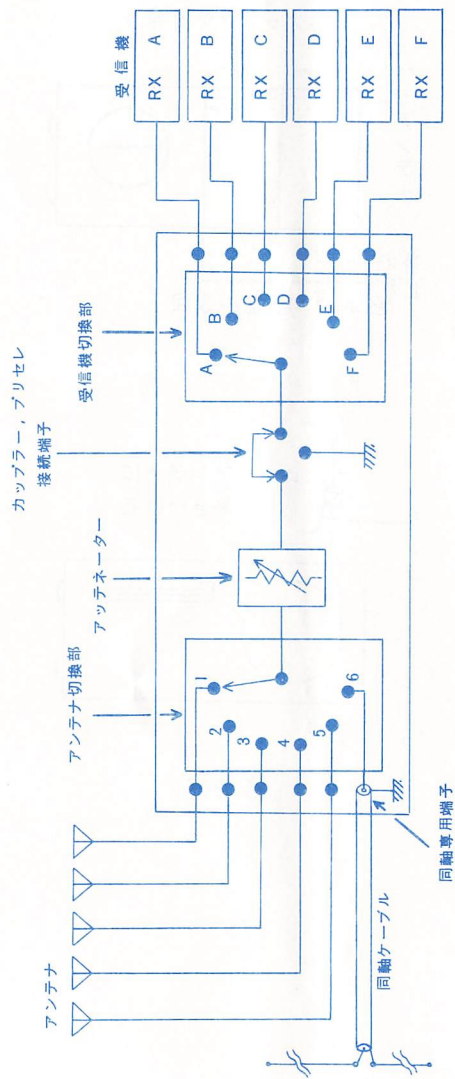 アンテナ
アンテナ切換部
アッテネーター
カップラー，プリセレ
接続端子
受信機切換部
受信機
1
2
3
4
5
6
A
B
C
D
E
F
RX A
RX B
RX C
RX D
RX E
RX F
同軸ケーブル
同軸専用端子